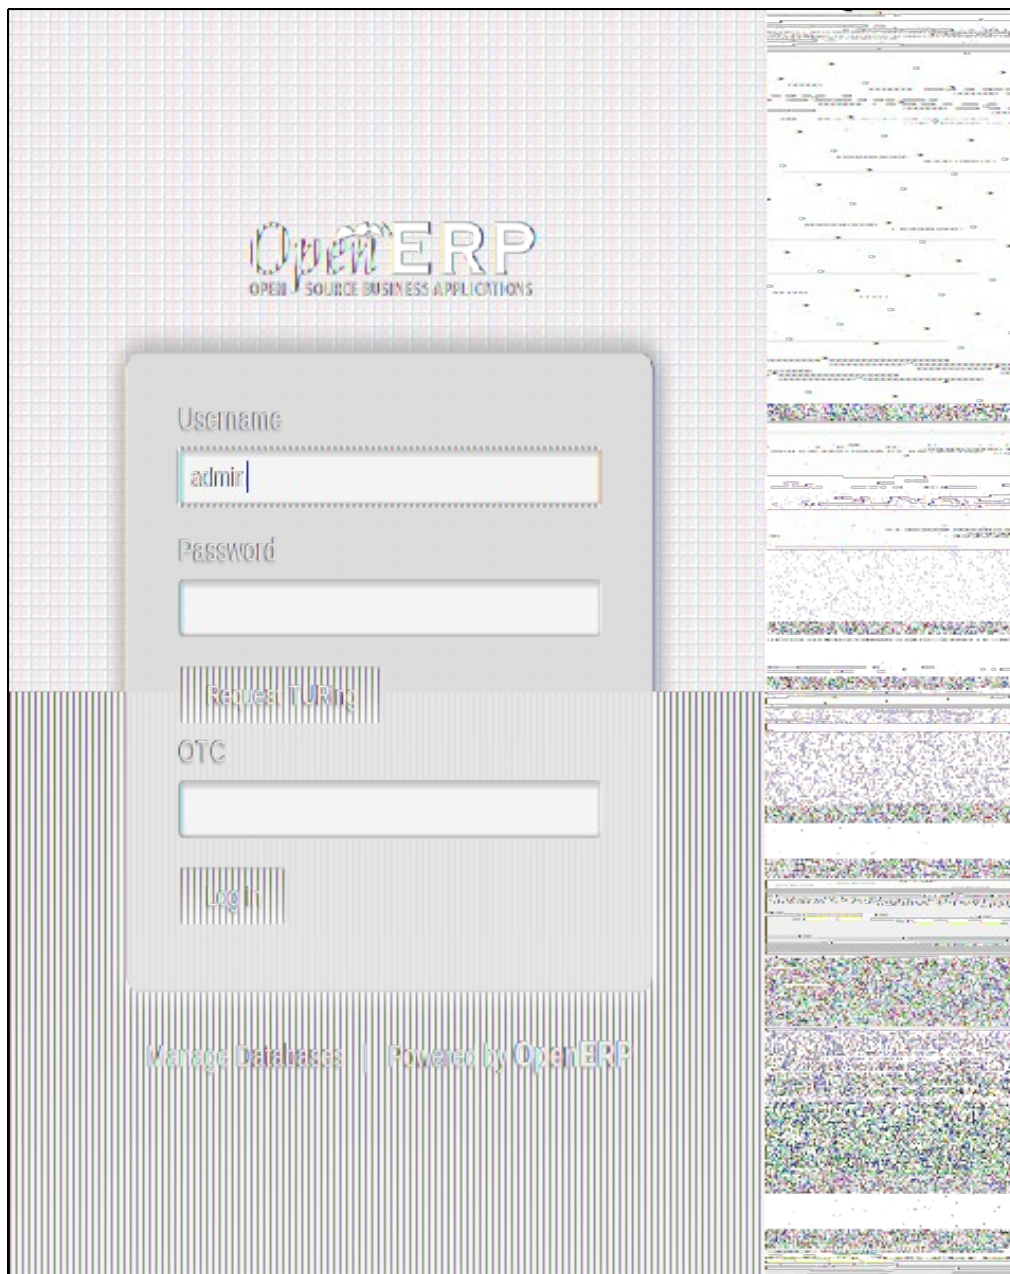 OpenERP
OPEN SOURCE BUSINESS APPLICATIONS
Username
admin
Password
Request TURing
OTC
Log in
Manage Databases | Powered by OpenERP